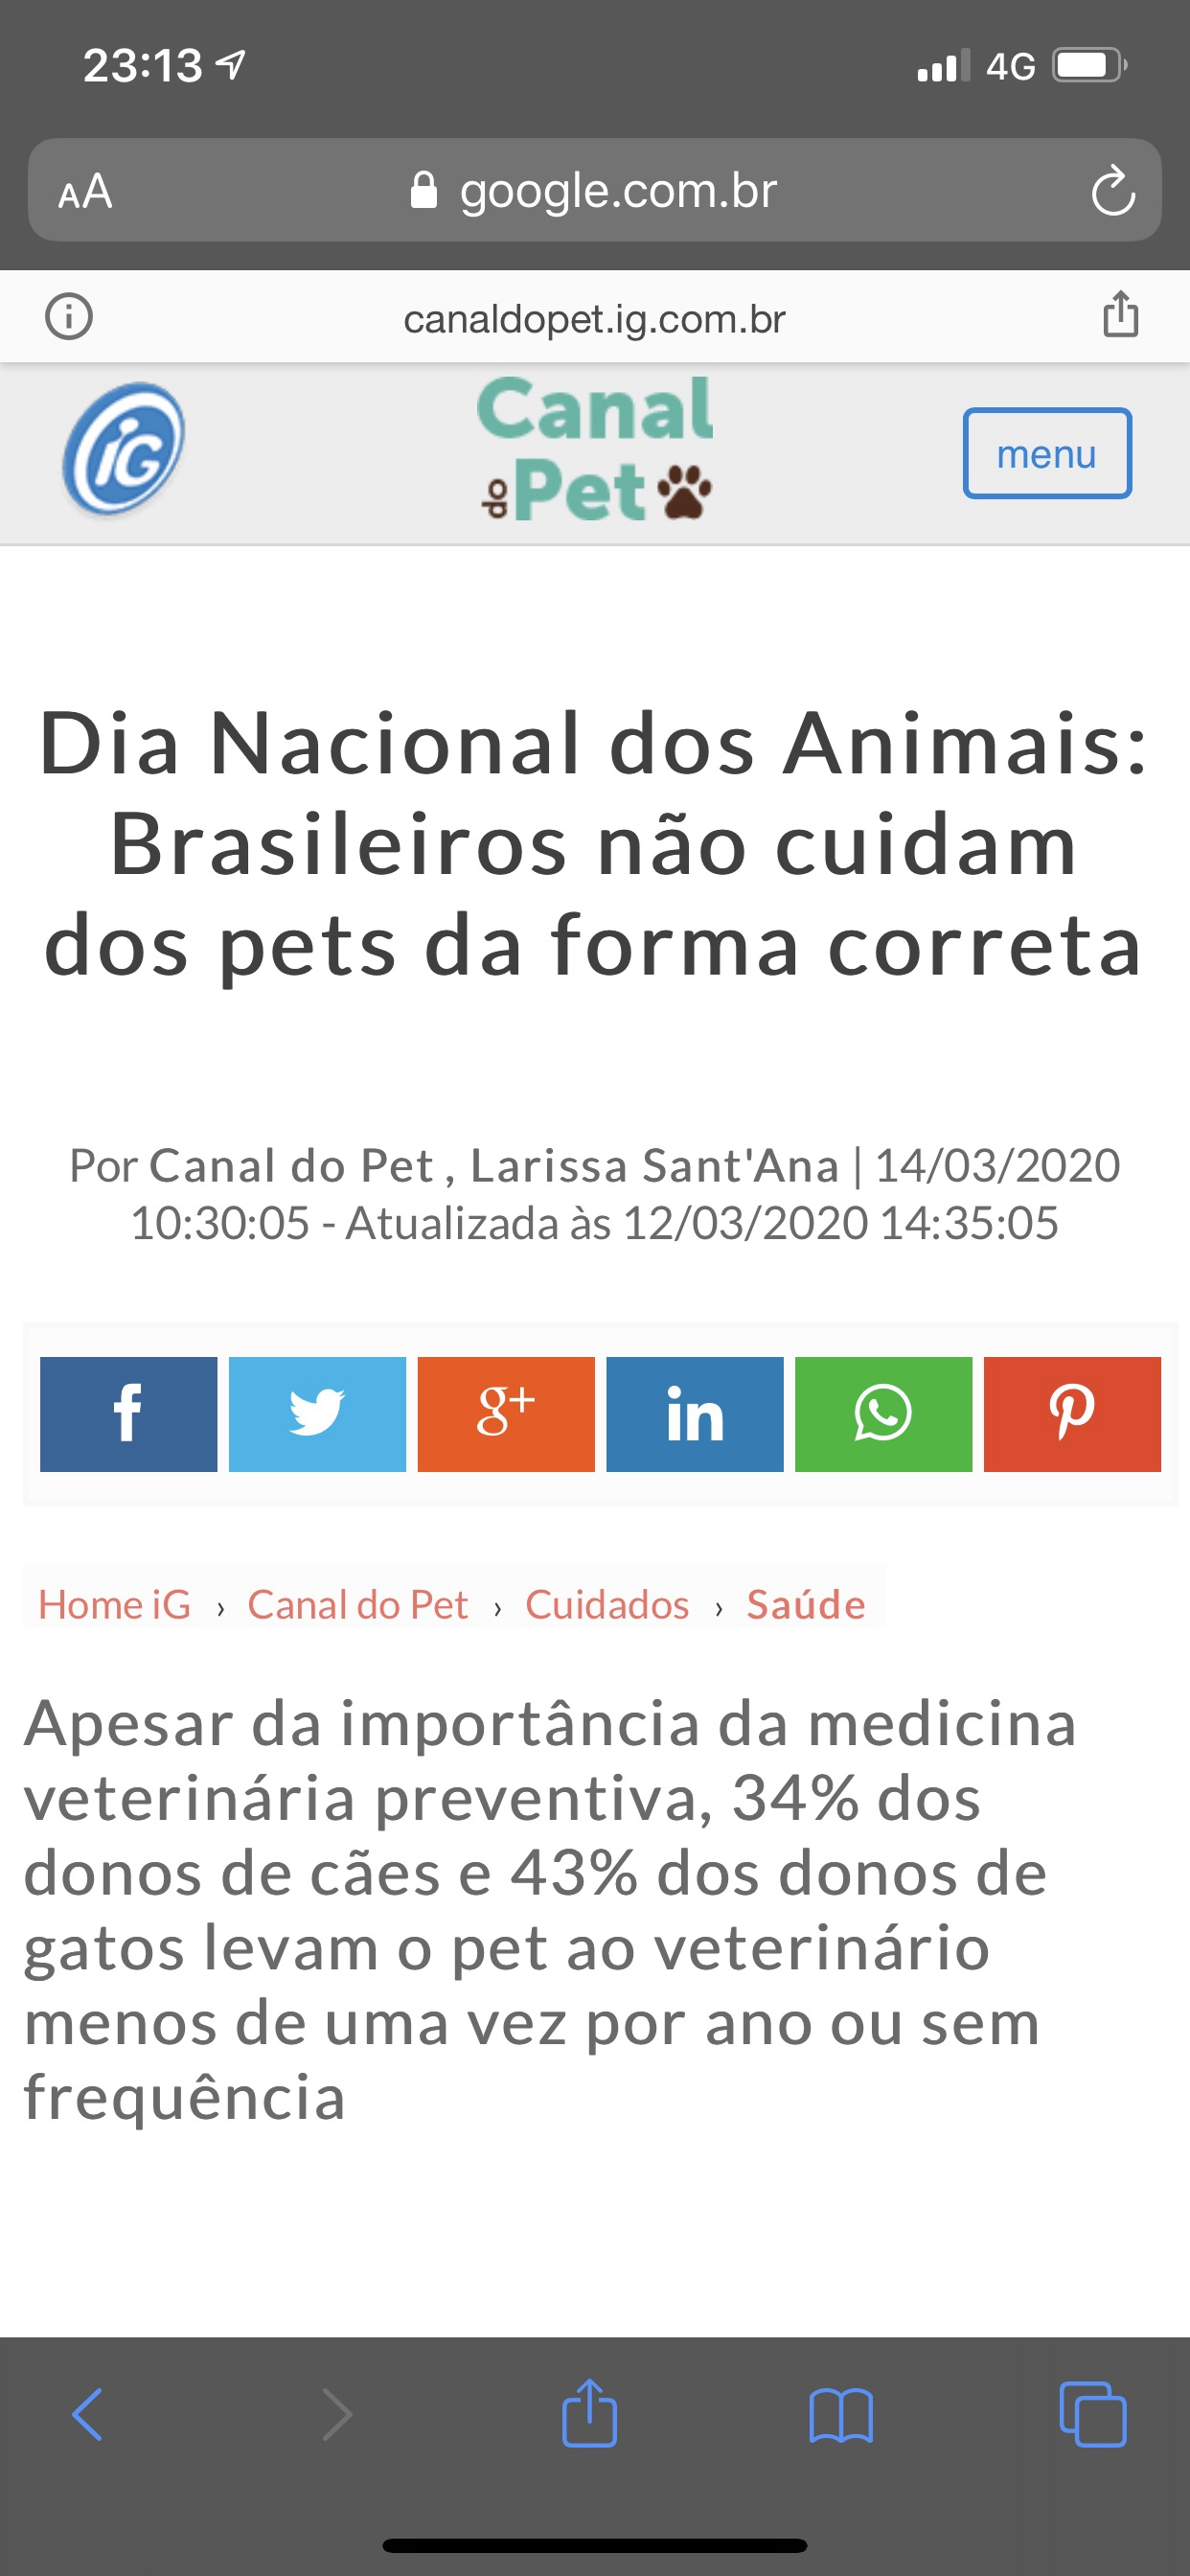 23:13
4G
AA
google.com.br
canaldopet.ig.com.br
iG
Canal
do Pet
menu
Dia Nacional dos Animais:
Brasileiros não cuidam
dos pets da forma correta
Por Canal do Pet , Larissa Sant'Ana | 14/03/2020
10:30:05 - Atualizada às 12/03/2020 14:35:05
f
g+
in
Home iG › Canal do Pet › Cuidados › Saúde
Apesar da importância da medicina
veterinária preventiva, 34% dos
donos de cães e 43% dos donos de
gatos levam o pet ao veterinário
menos de uma vez por ano ou sem
frequência